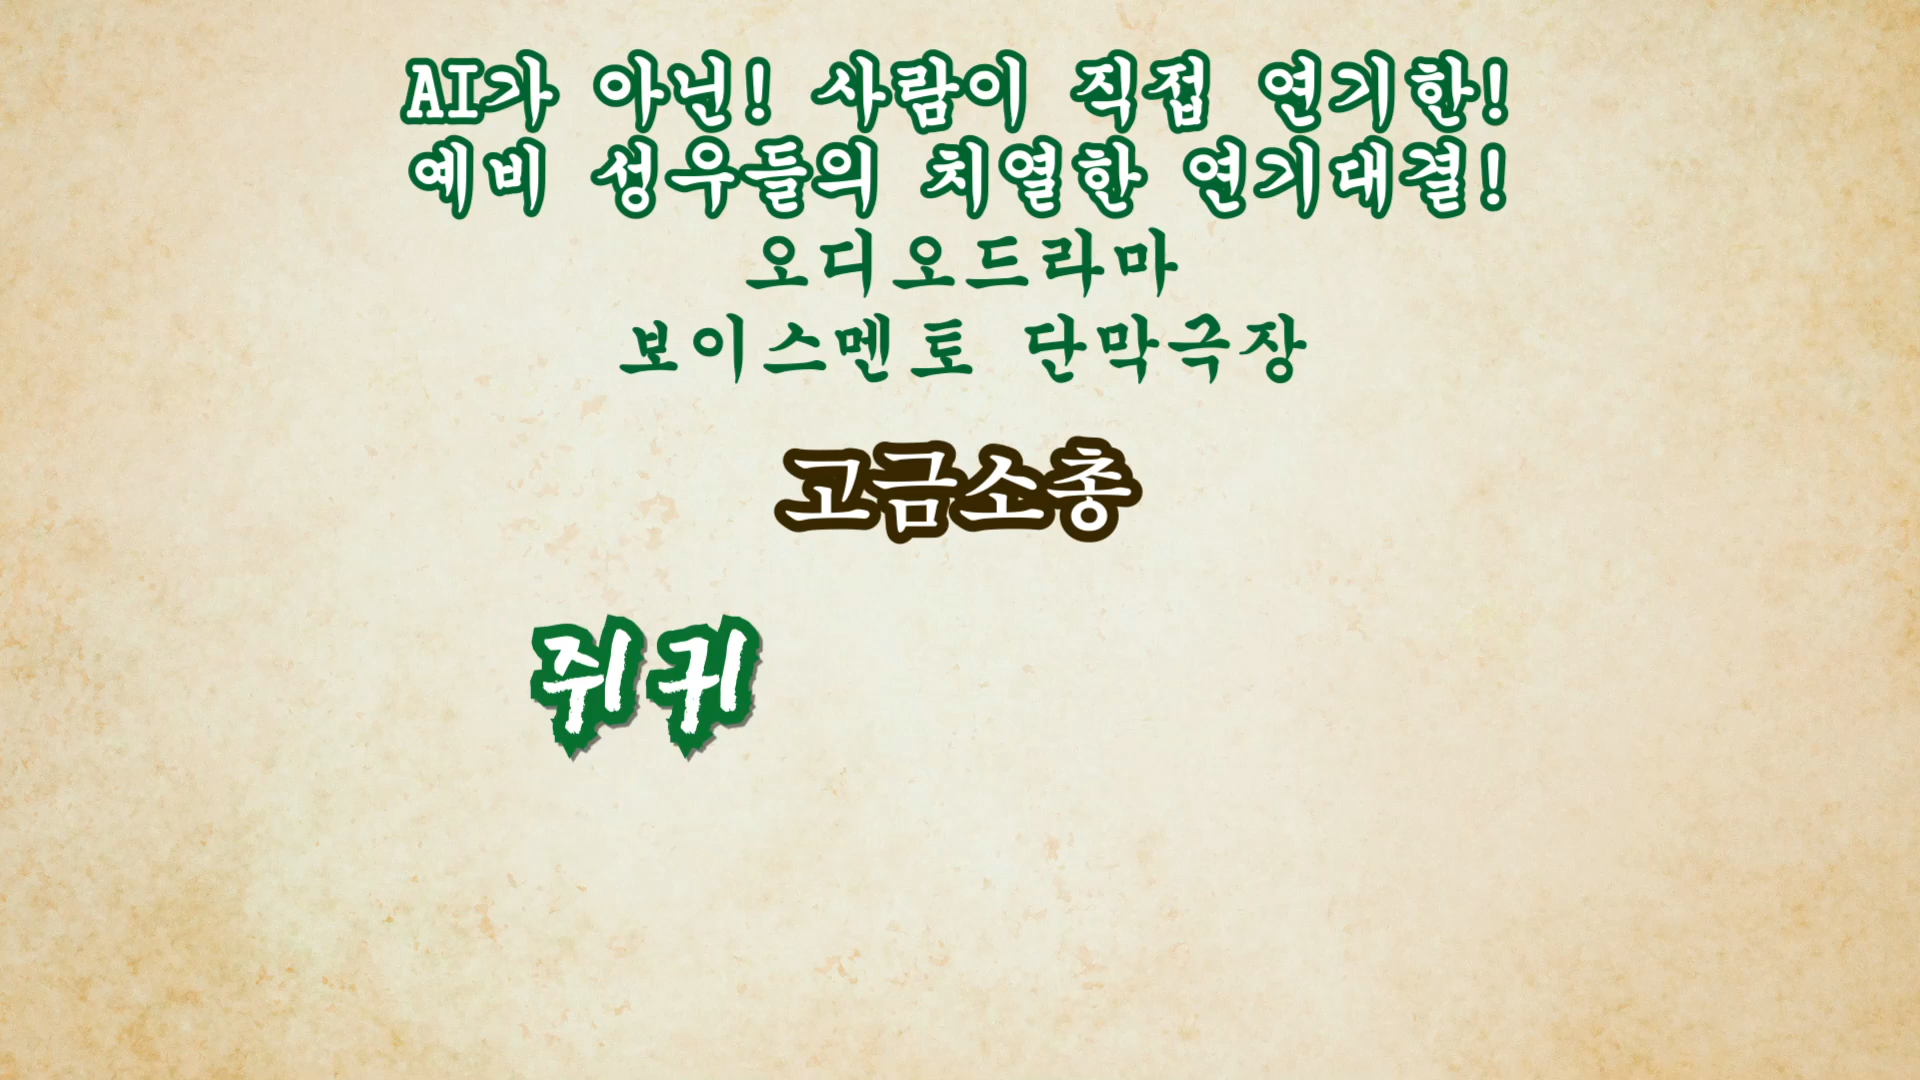 AI가 아닌! 사람이 직접 연기한!
예비 성우들의 치열한 연기대결!
오디오드라마
보이스멘토 단막극장
고금소총
쥐귀